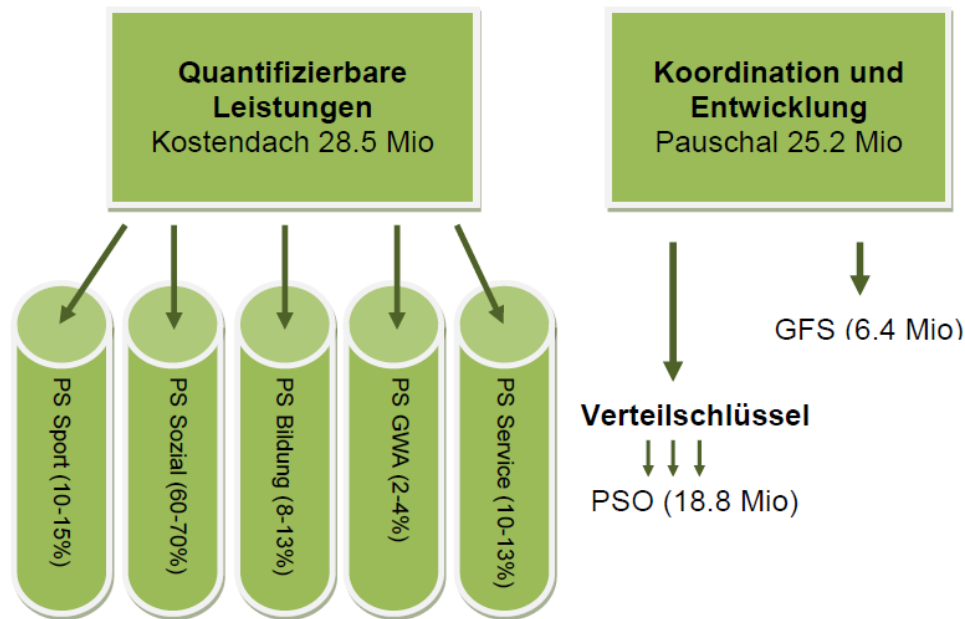 Quantifizierbare
Leistungen
Kostendach 28.5 Mio
Koordination und
Entwicklung
Pauschal 25.2 Mio
PS Sport (10-15%)
PS Sozial (60-70%)
PS Bildung (8-13%)
PS GWA (2-4%)
PS Service (10-13%)
GFS (6.4 Mio)
Verteilschlüssel
PSO (18.8 Mio)